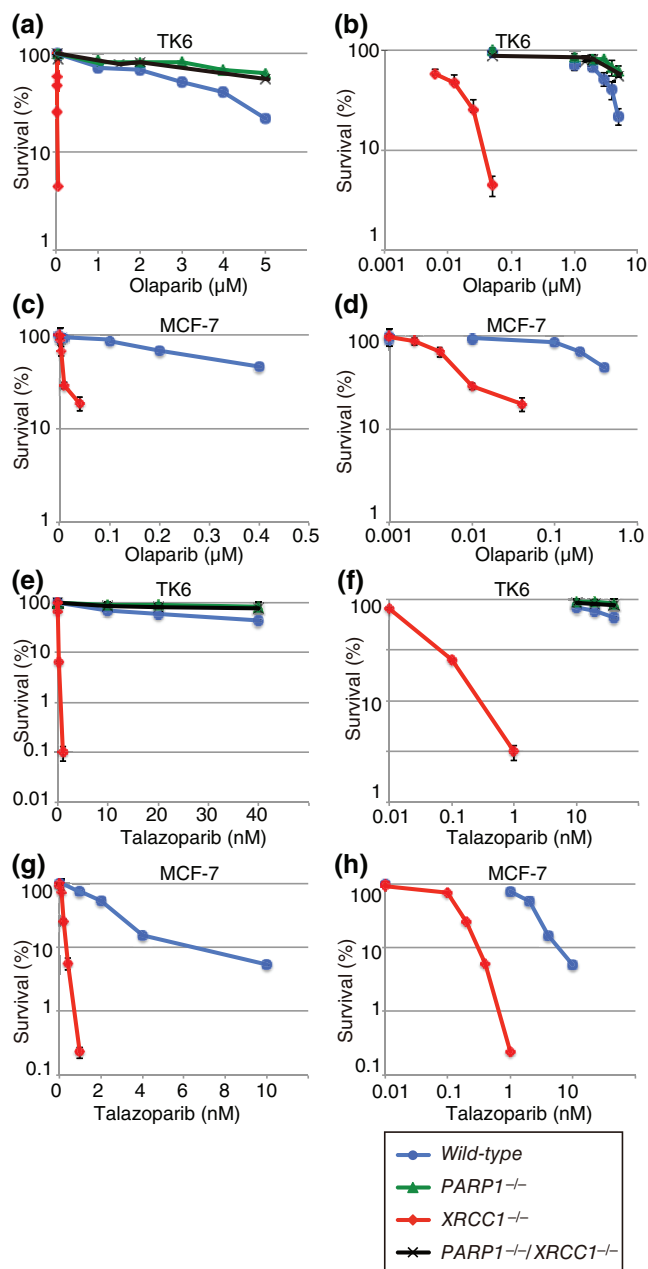 (a) TK6
Survival (%)
100
10
1
0 1 2 3 4 5
Olaparib (µM)
(b) TK6
Survival (%)
100
10
1
0.001 0.01 0.1 1.0 10
Olaparib (µM)
(c) MCF-7
Survival (%)
100
10
1
0 0.1 0.2 0.3 0.4 0.5
Olaparib (µM)
(d) MCF-7
Survival (%)
100
10
1
0.001 0.01 0.1 1.0
Olaparib (µM)
(e) TK6
Survival (%)
100
10
1
0.1
0.01
0 10 20 30 40
Talazoparib (nM)
(f) TK6
Survival (%)
100
10
1
0.01 0.1 1 10
Talazoparib (nM)
(g) MCF-7
Survival (%)
100
10
1
0.1
0 2 4 6 8 10
Talazoparib (nM)
(h) MCF-7
Survival (%)
100
10
1
0.1
0.01 0.1 1 10
Talazoparib (nM)
Wild-type
PARP1−/−
XRCC1−/−
PARP1−/−/XRCC1−/−